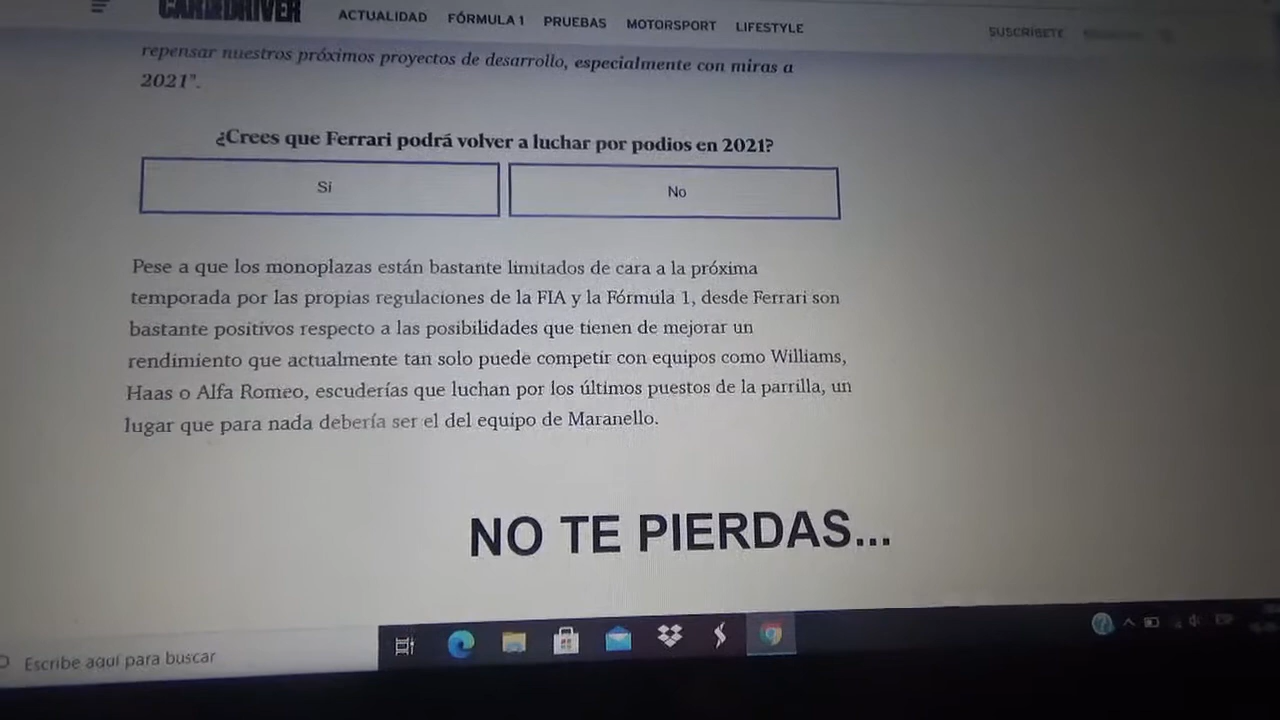 CAR AND DRIVER
ACTUALIDAD FÓRMULA 1 PRUEBAS MOTORSPORT LIFESTYLE
SUSCRÍBETE
repensar nuestros próximos proyectos de desarrollo, especialmente con miras a
2021".
¿Crees que Ferrari podrá volver a luchar por podios en 2021?
Sí No
Pese a que los monoplazas están bastante limitados de cara a la próxima
temporada por las propias regulaciones de la FIA y la Fórmula 1, desde Ferrari son
bastante positivos respecto a las posibilidades que tienen de mejorar un
rendimiento que actualmente tan solo puede competir con equipos como Williams,
Haas o Alfa Romeo, escuderías que luchan por los últimos puestos de la parrilla, un
lugar que para nada debería ser el del equipo de Maranello.
NO TE PIERDAS...
Escribe aquí para buscar